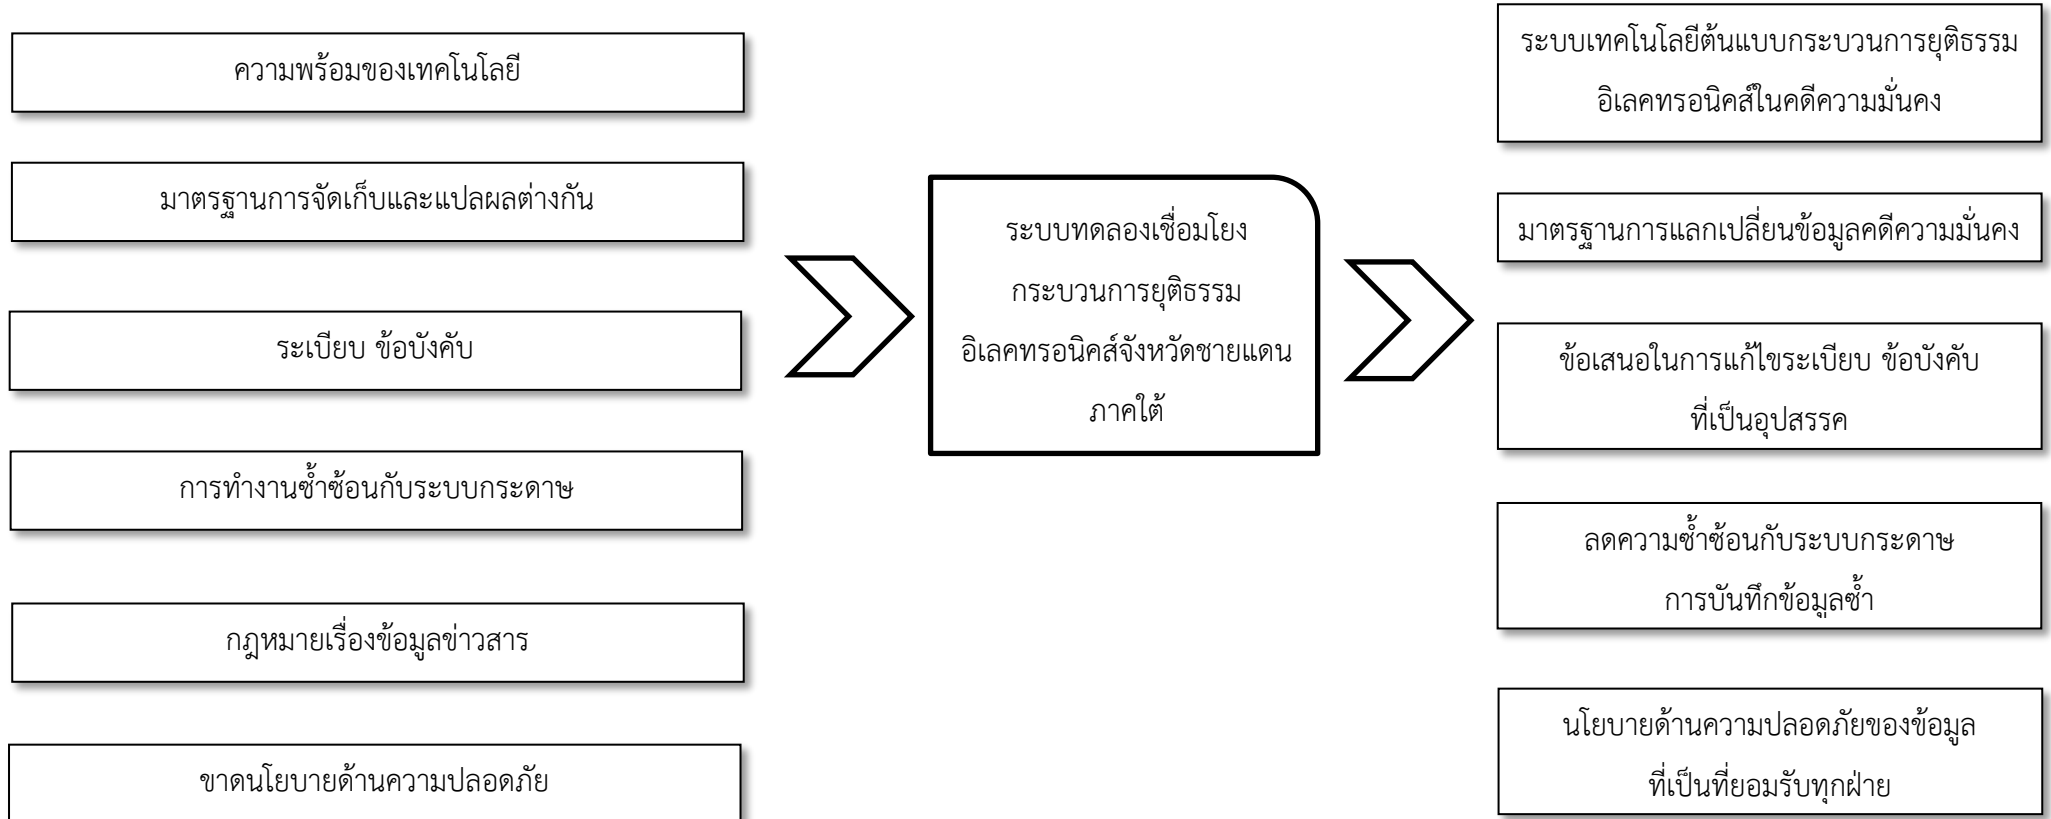 ความพร้อมของเทคโนโลยี
มาตรฐานการจัดเก็บและแปลผลต่างกัน
ระเบียบ ข้อบังคับ
การทำงานซ้ำซ้อนกับระบบกระดาษ
กฎหมายเรื่องข้อมูลข่าวสาร
ขาดนโยบายด้านความปลอดภัย
ระบบทดลองเชื่อมโยง
กระบวนการยุติธรรม
อิเลคทรอนิคส์จังหวัดชายแดน
ภาคใต้
ระบบเทคโนโลยีต้นแบบกระบวนการยุติธรรม
อิเลคทรอนิคส์ในคดีความมั่นคง
มาตรฐานการแลกเปลี่ยนข้อมูลคดีความมั่นคง
ข้อเสนอในการแก้ไขระเบียบ ข้อบังคับ
ที่เป็นอุปสรรค
ลดความซ้ำซ้อนกับระบบกระดาษ
การบันทึกข้อมูลซ้ำ
นโยบายด้านความปลอดภัยของข้อมูล
ที่เป็นที่ยอมรับทุกฝ่าย